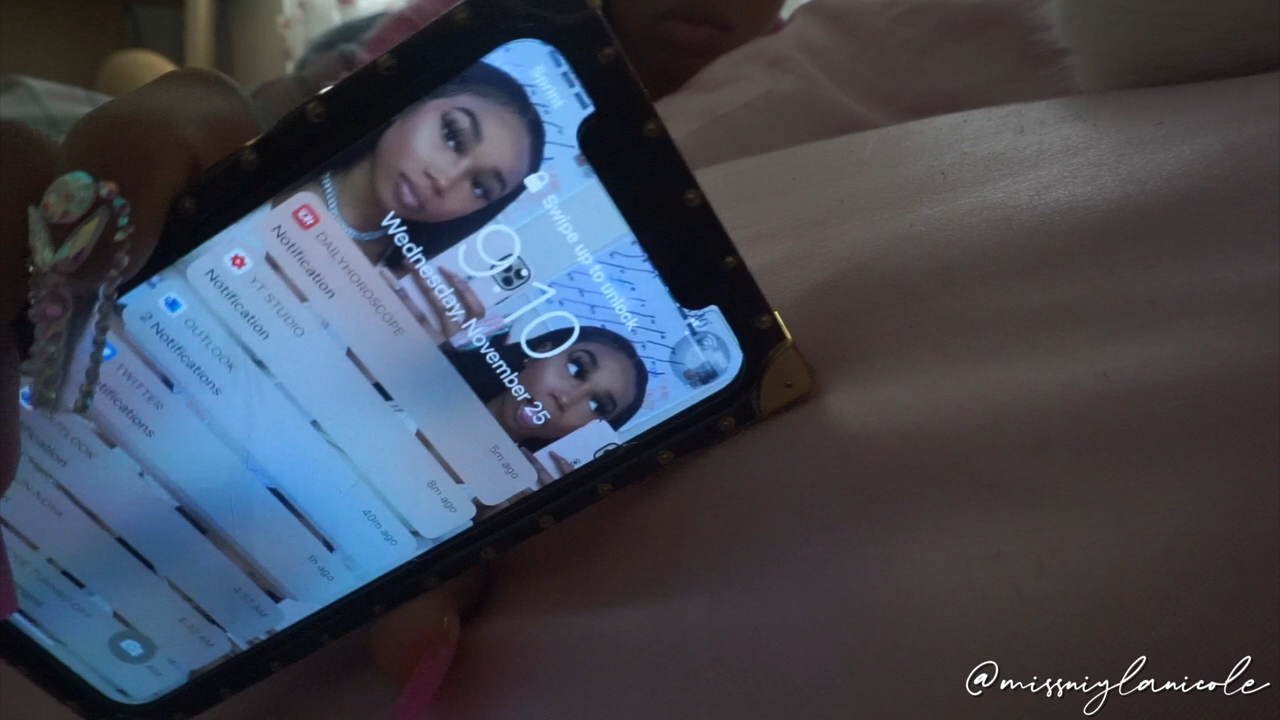 Sprint
Swipe up to unlock
9:10
Wednesday, November 25
DAILYHOROSCOPE
5m ago
Notification
YT STUDIO
8m ago
Notification
OUTLOOK
40m ago
2 Notifications
TWITTER
1h ago
@missniylanicole